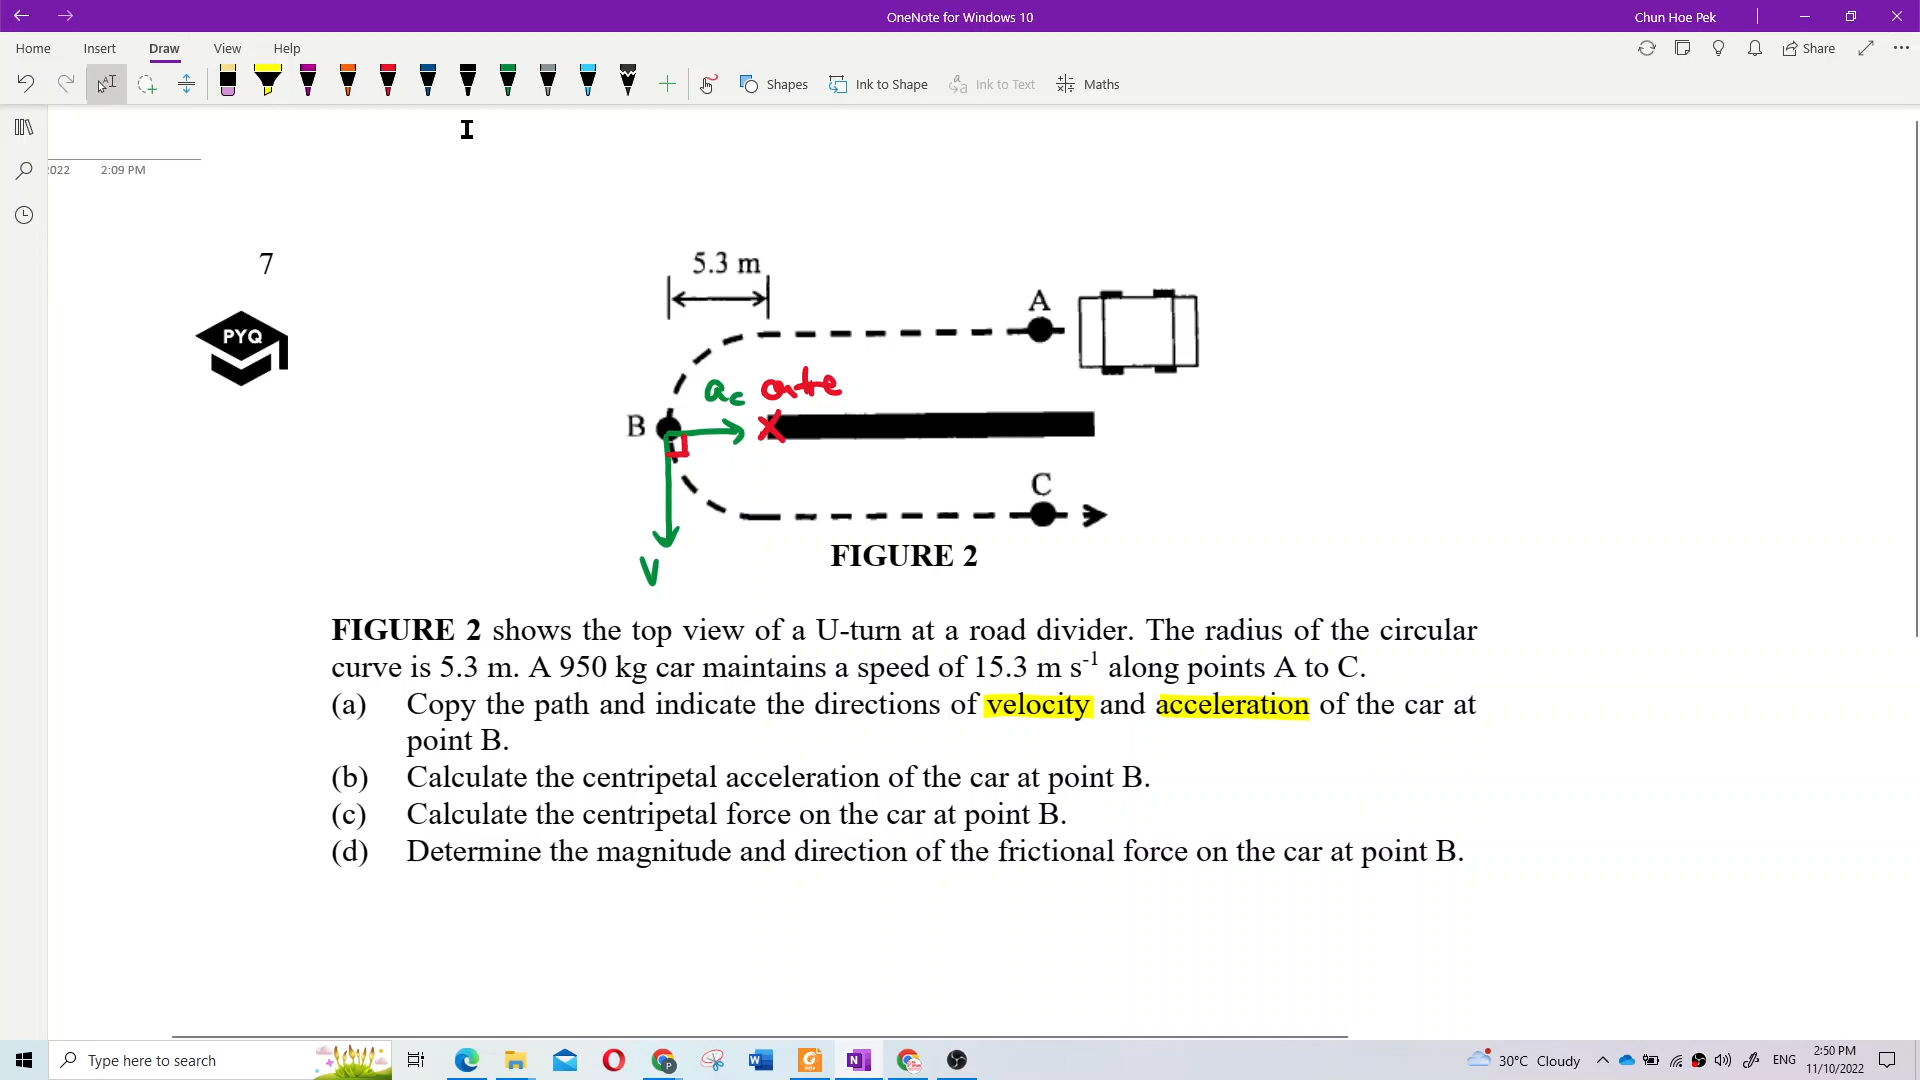 OneNote for Windows 10
Chun Hoe Pek
Home Insert Draw View Help
Share
Shapes Ink to Shape Ink to Text Maths
2022 2:09 PM
7
PYQ
5.3 m
A
ac centre
B
C
V
FIGURE 2
FIGURE 2 shows the top view of a U-turn at a road divider. The radius of the circular
curve is 5.3 m. A 950 kg car maintains a speed of 15.3 m s-1 along points A to C.
(a) Copy the path and indicate the directions of velocity and acceleration of the car at
point B.
(b) Calculate the centripetal acceleration of the car at point B.
(c) Calculate the centripetal force on the car at point B.
(d) Determine the magnitude and direction of the frictional force on the car at point B.
Type here to search
30°C Cloudy
ENG
2:50 PM
11/10/2022